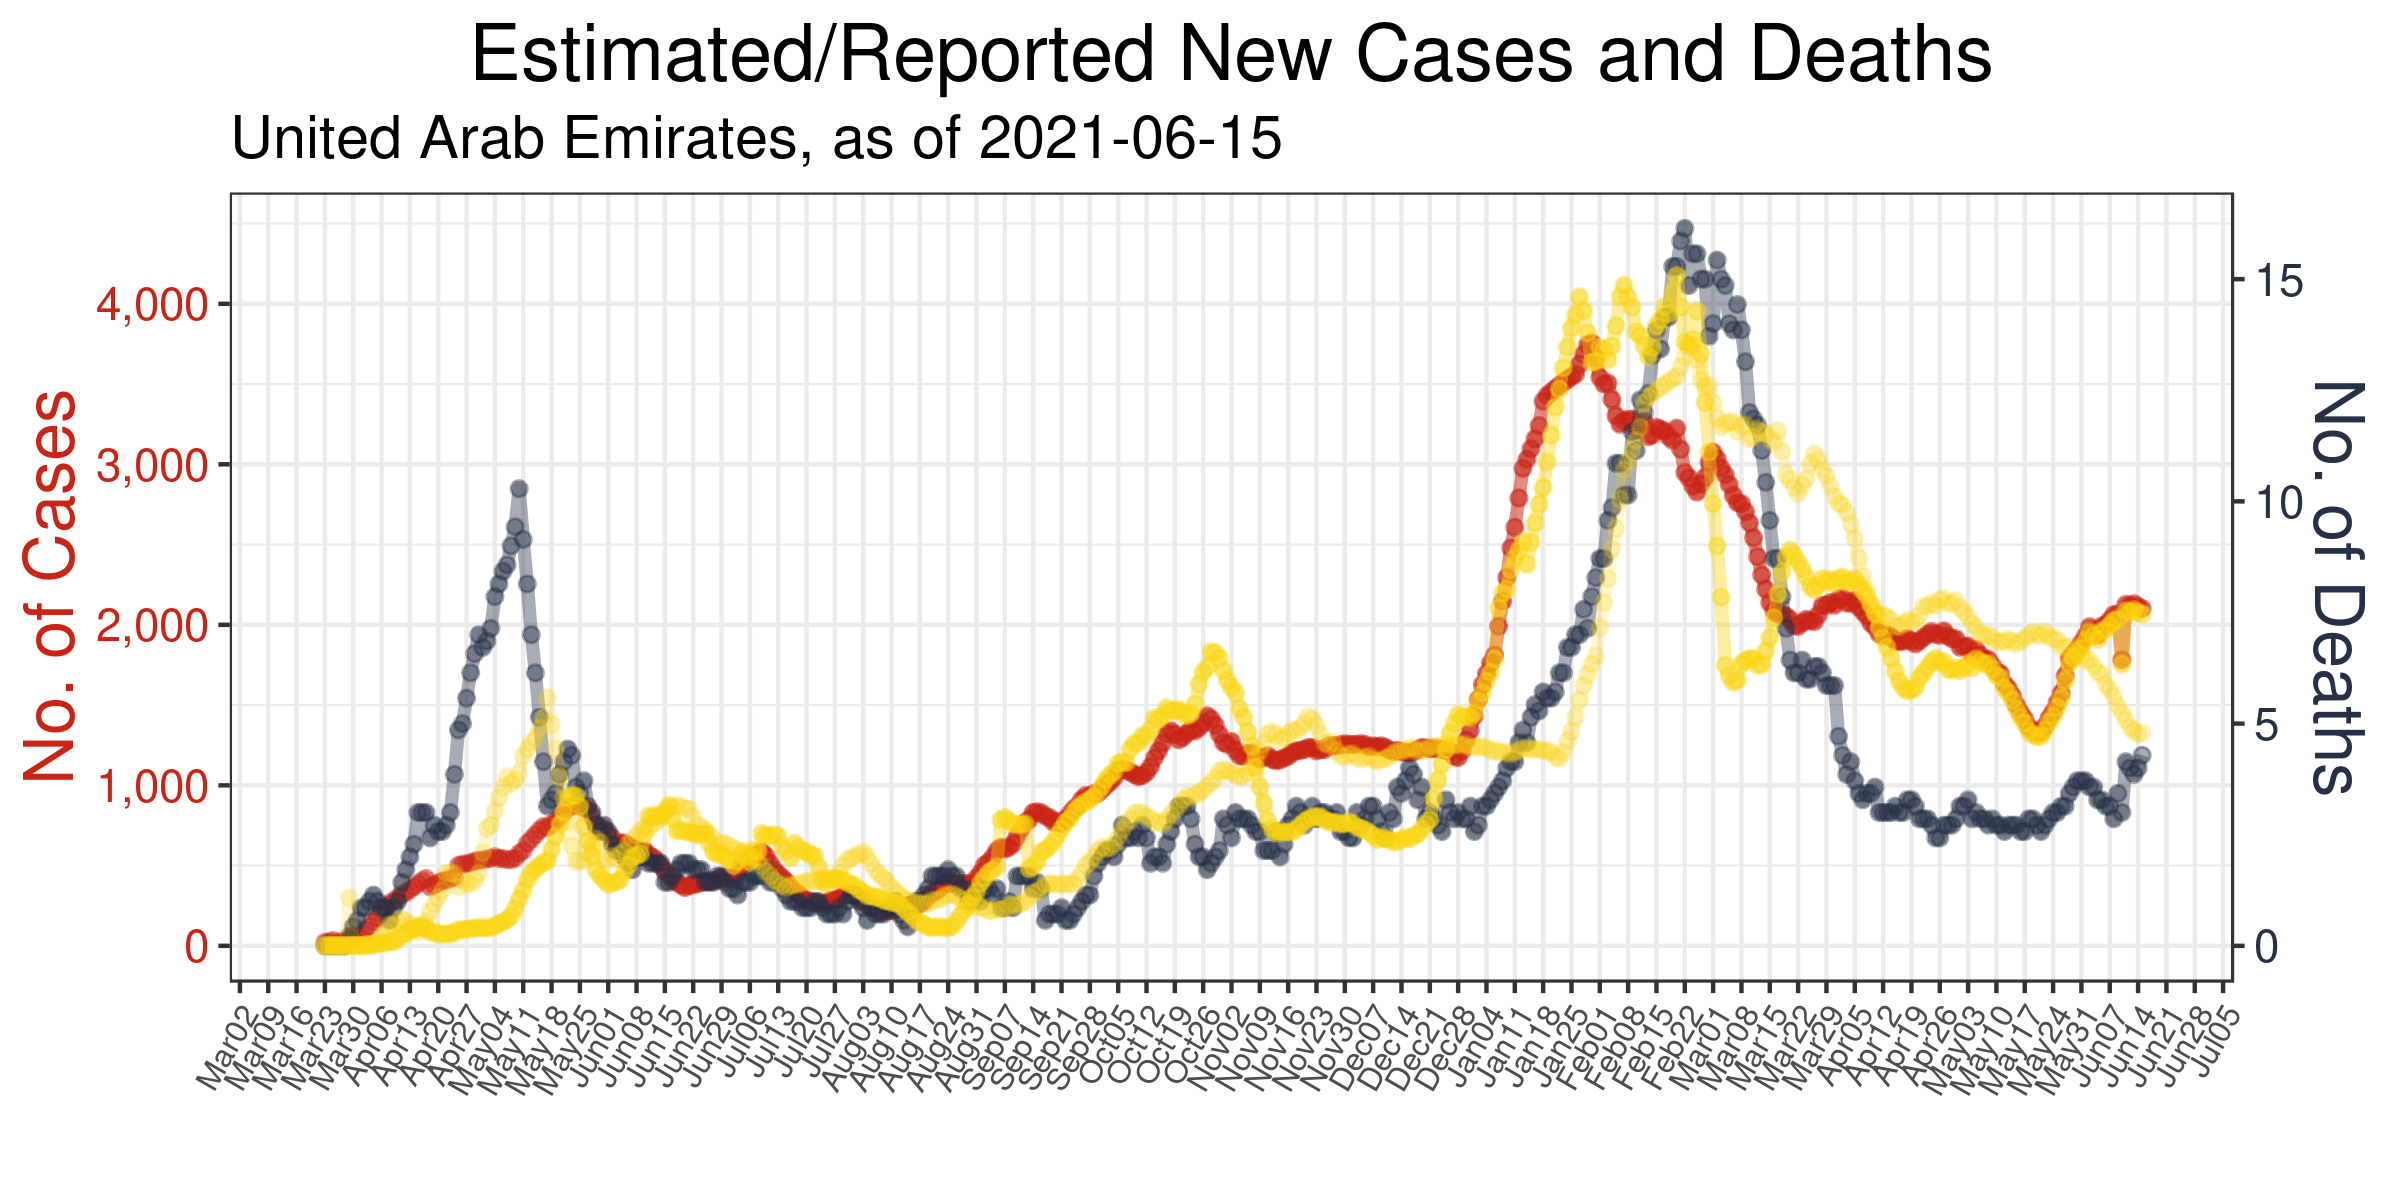 Estimated/Reported New Cases and Deaths
United Arab Emirates, as of 2021-06-15
No. of Cases
4,000
3,000
2,000
1,000
0
No. of Deaths
15
10
5
0
Mar02
Mar09
Mar16
Mar23
Mar30
Apr06
Apr13
Apr20
Apr27
May04
May11
May18
May25
Jun01
Jun08
Jun15
Jun22
Jun29
Jul06
Jul13
Jul20
Jul27
Aug03
Aug10
Aug17
Aug24
Aug31
Sep07
Sep14
Sep21
Sep28
Oct05
Oct12
Oct19
Oct26
Nov02
Nov09
Nov16
Nov23
Nov30
Dec07
Dec14
Dec21
Dec28
Jan04
Jan11
Jan18
Jan25
Feb01
Feb08
Feb15
Feb22
Mar01
Mar08
Mar15
Mar22
Mar29
Apr05
Apr12
Apr19
Apr26
May03
May10
May17
May24
May31
Jun07
Jun14
Jun21
Jun28
Jul05